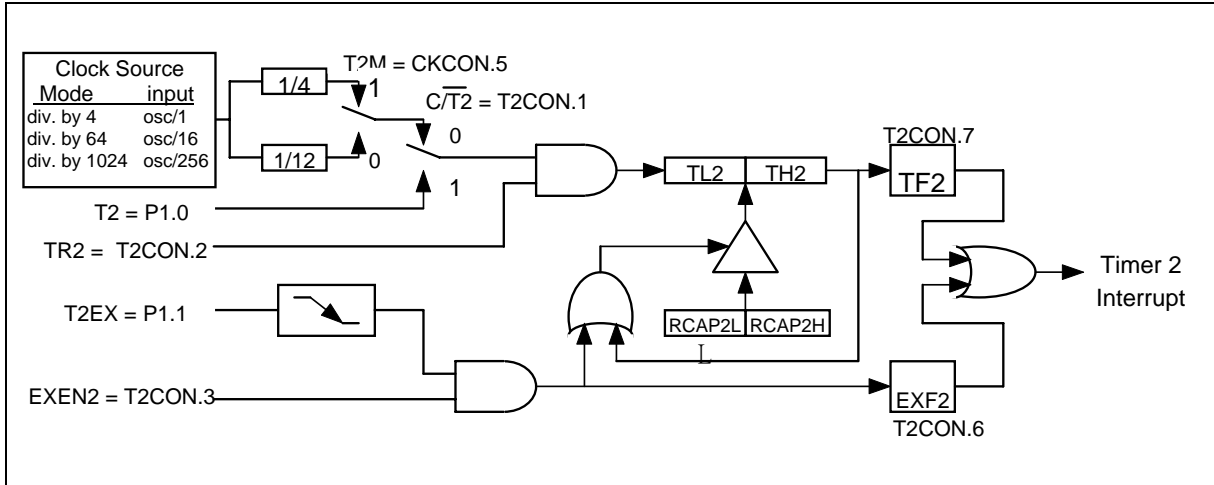 Clock Source
Mode input
div. by 4 osc/1
div. by 64 osc/16
div. by 1024 osc/256
1/4
1/12
T2M = CKCON.5
1
0
C/T2 = T2CON.1
0
1
T2 = P1.0
TR2 = T2CON.2
TL2 TH2
T2CON.7
TF2
T2EX = P1.1
RCAP2L RCAP2H
L
Timer 2
Interrupt
EXEN2 = T2CON.3
EXF2
T2CON.6